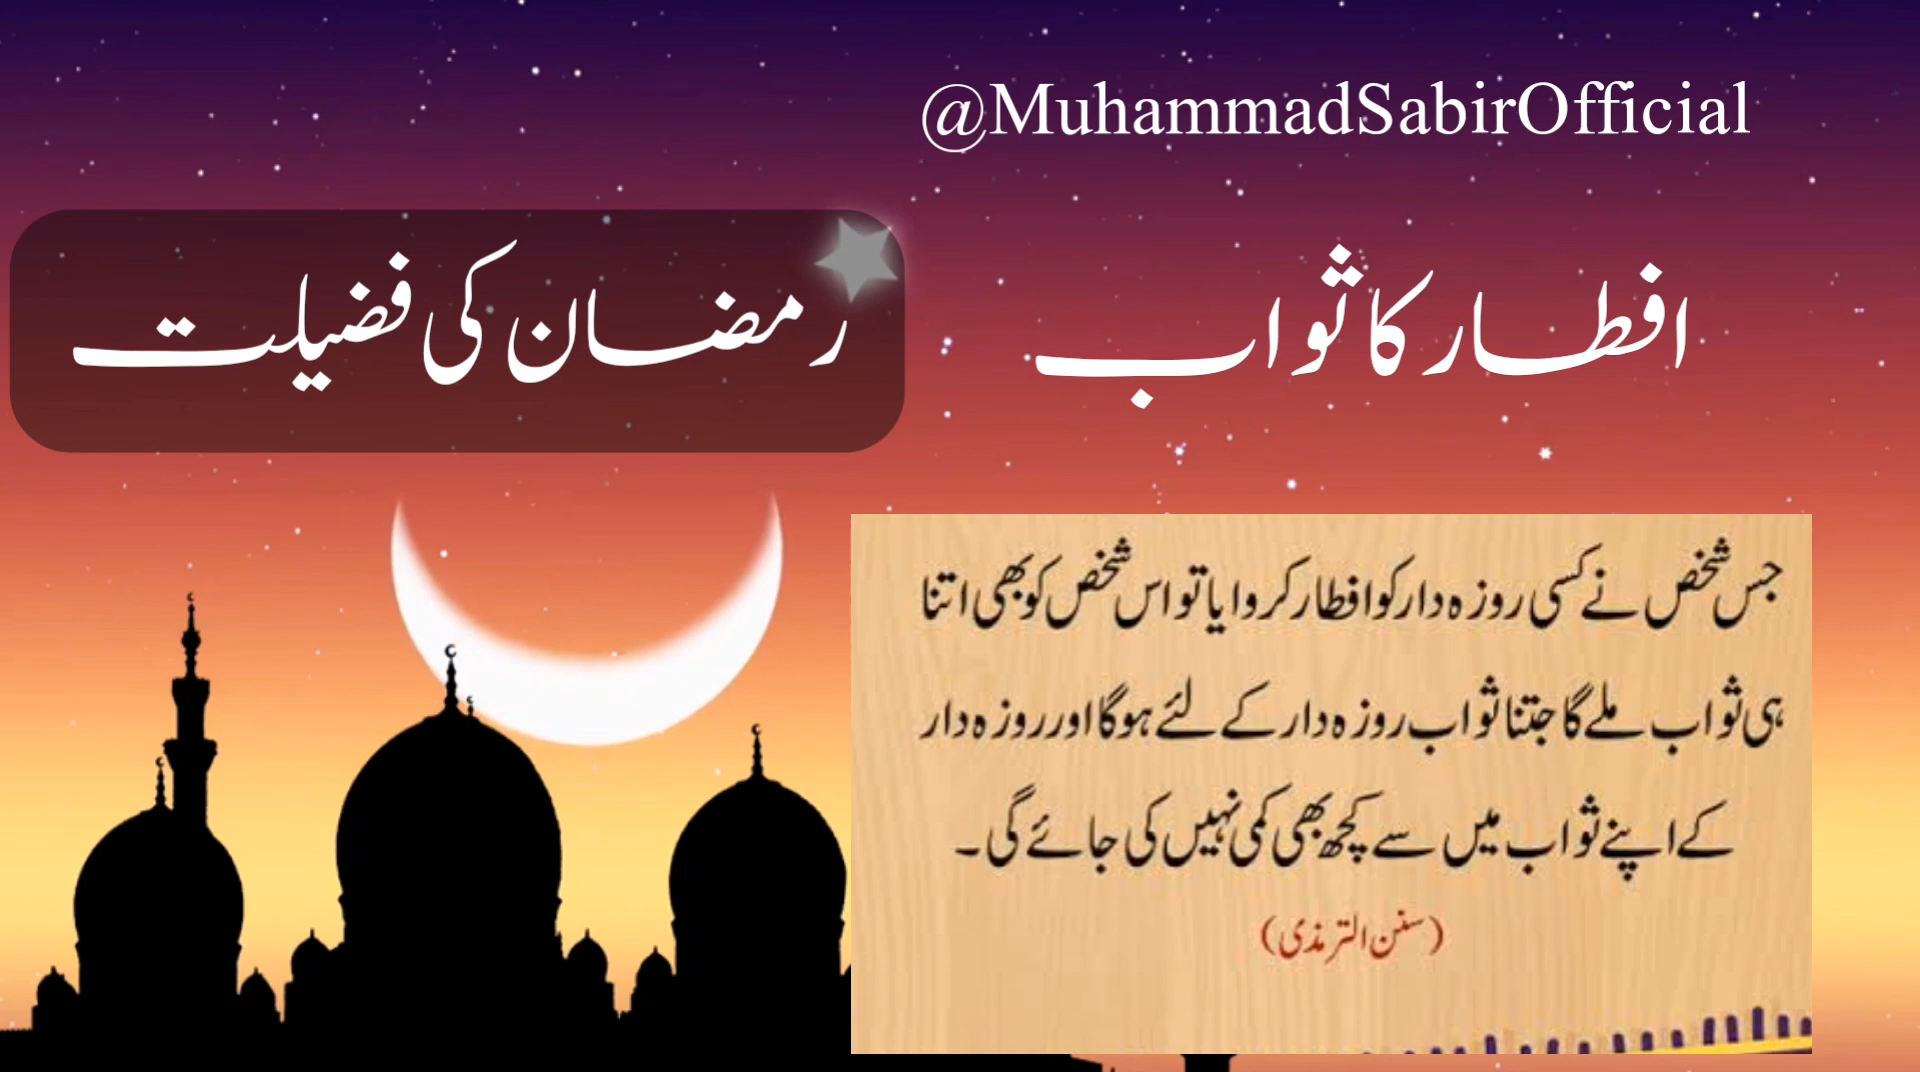 @MuhammadSabirOfficial
افطار کا ثواب
رمضان کی فضیلت
جس شخص نے کسی روزہ دار کو افطار کروایا تو اس شخص کو بھی اتنا
ہی ثواب ملے گا جتنا ثواب روزہ دار کے لئے ہوگا اور روزہ دار
کے اپنے ثواب میں سے کچھ بھی کمی نہیں کی جائے گی۔
(سنن الترمذی)